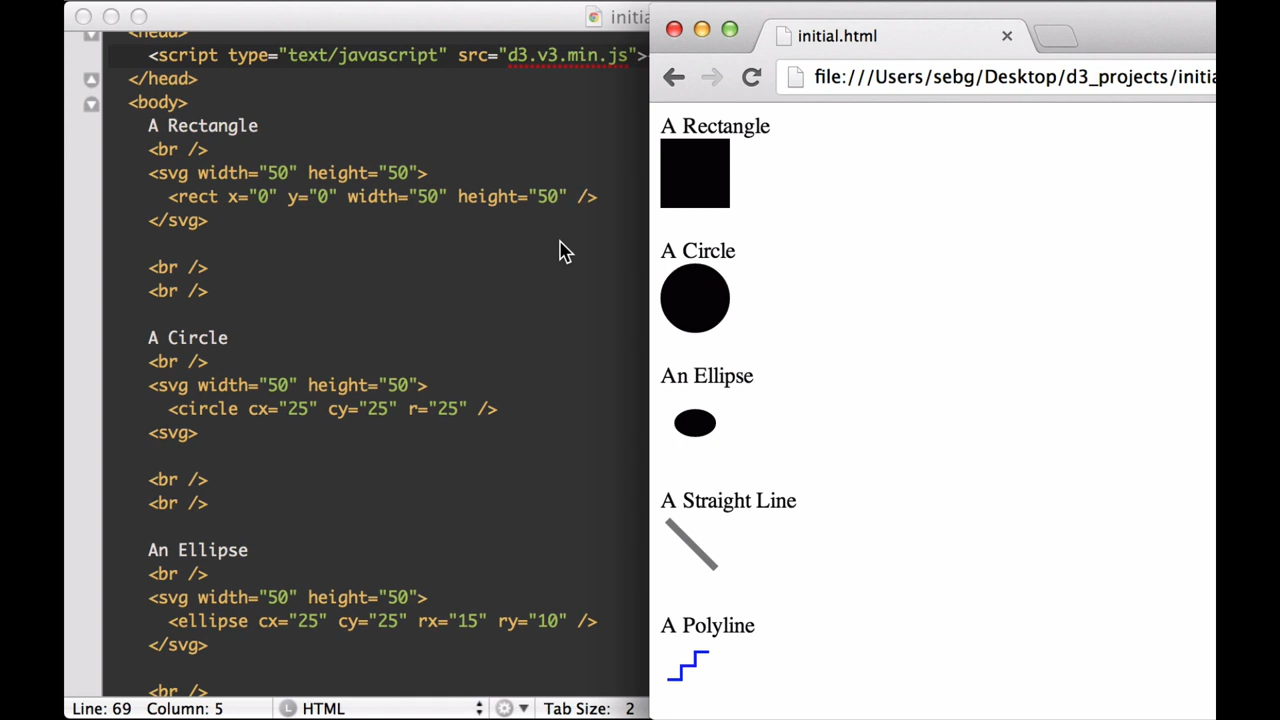 initi
<head>
<script type="text/javascript" src="d3.v3.min.js">
</head>
<body>
A Rectangle
<br />
<svg width="50" height="50">
<rect x="0" y="0" width="50" height="50" />
</svg>
<br />
<br />
A Circle
<br />
<svg width="50" height="50">
<circle cx="25" cy="25" r="25" />
<svg>
<br />
<br />
An Ellipse
<br />
<svg width="50" height="50">
<ellipse cx="25" cy="25" rx="15" ry="10" />
</svg>
<br />
Line: 69 Column: 5
L HTML
Tab Size: 2
initial.html
file:///Users/sebg/Desktop/d3_projects/initia
A Rectangle
A Circle
An Ellipse
A Straight Line
A Polyline